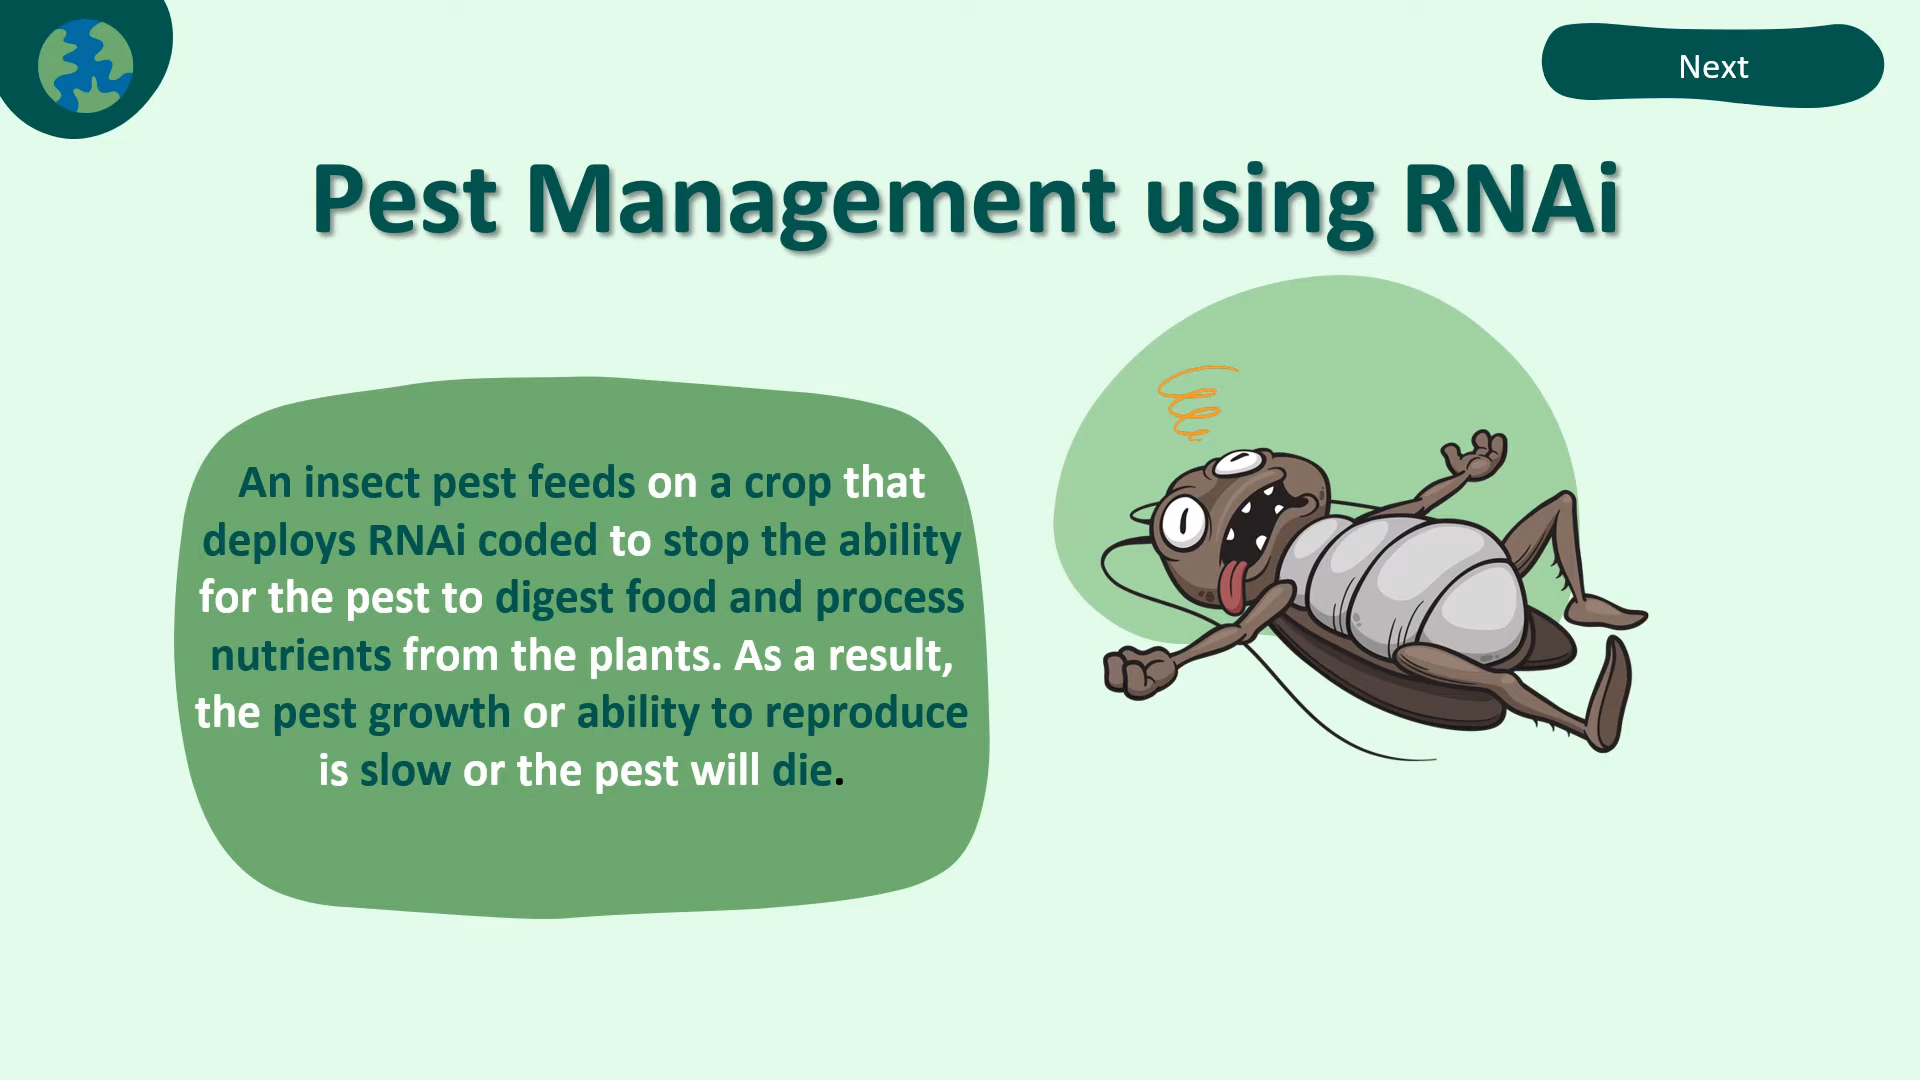 Next
Pest Management using RNAi
An insect pest feeds on a crop that
deploys RNAi coded to stop the ability
for the pest to digest food and process
nutrients from the plants. As a result,
the pest growth or ability to reproduce
is slow or the pest will die.